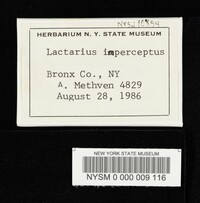 HERBARIUM N. Y. STATE MUSEUM
Lactarius imperceptus
Bronx Co., NY
A. Methven 4829
August 28, 1986
NEW YORK STATE MUSEUM
NYSM 0 000 009 116